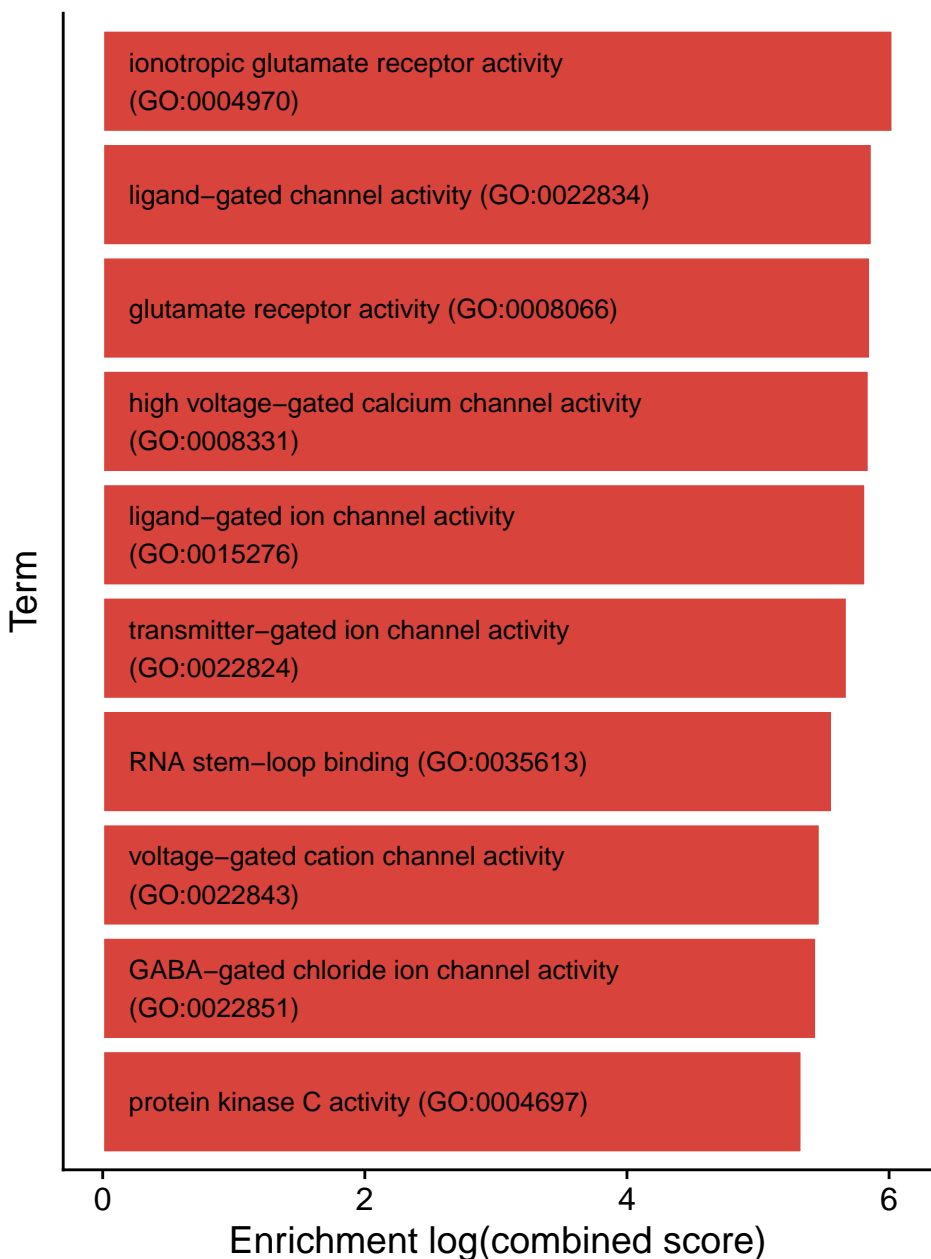 ionotropic glutamate receptor activity
(GO:0004970)
ligand−gated channel activity (GO:0022834)
glutamate receptor activity (GO:0008066)
high voltage−gated calcium channel activity
(GO:0008331)
ligand−gated ion channel activity
(GO:0015276)
transmitter−gated ion channel activity
(GO:0022824)
RNA stem−loop binding (GO:0035613)
voltage−gated cation channel activity
(GO:0022843)
GABA−gated chloride ion channel activity
(GO:0022851)
protein kinase C activity (GO:0004697)
Term
0 2 4 6
Enrichment log(combined score)